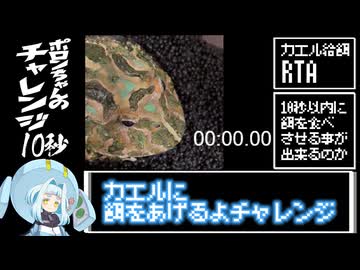 ポロンちゃんの
チャレンジ
10秒
00:00.00
カエル給餌
RTA
10秒以内に
餌を食べ
させる事が
出来るのか
カエルに
餌をあげるよチャレンジ